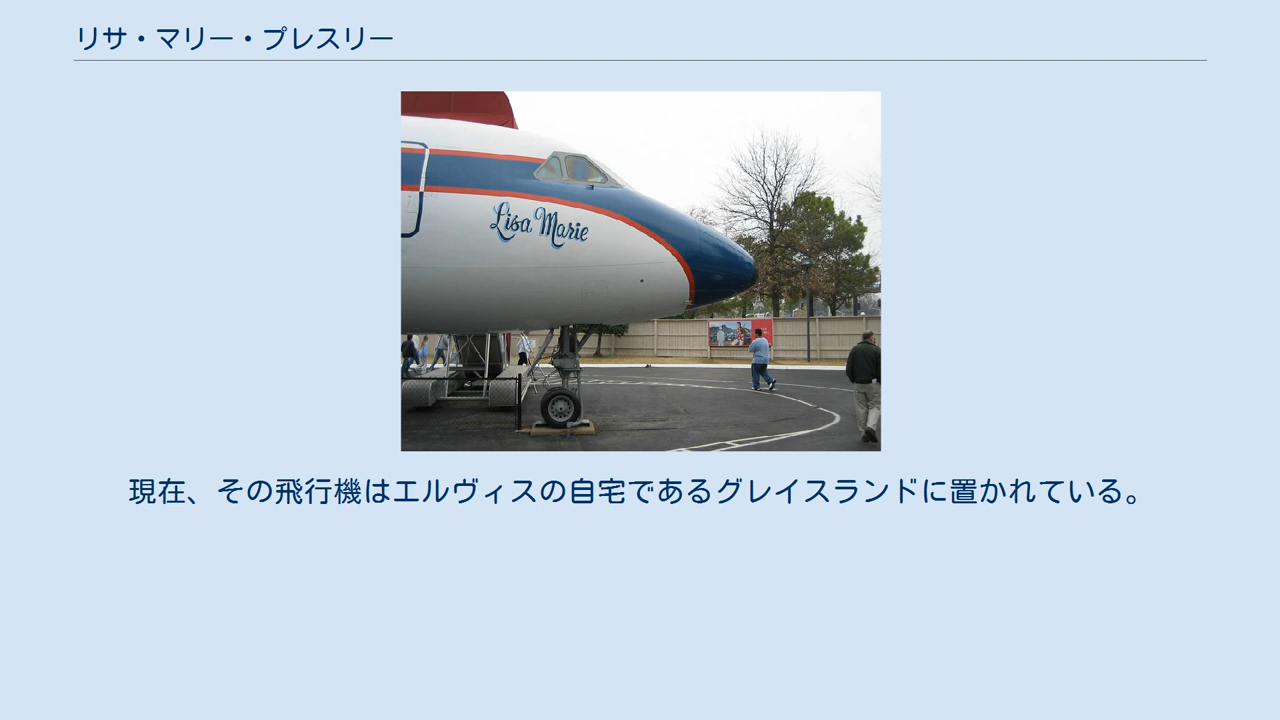 リサ・マリー・プレスリー
Lisa Marie
現在、その飛行機はエルヴィスの自宅であるグレイスランドに置かれている。